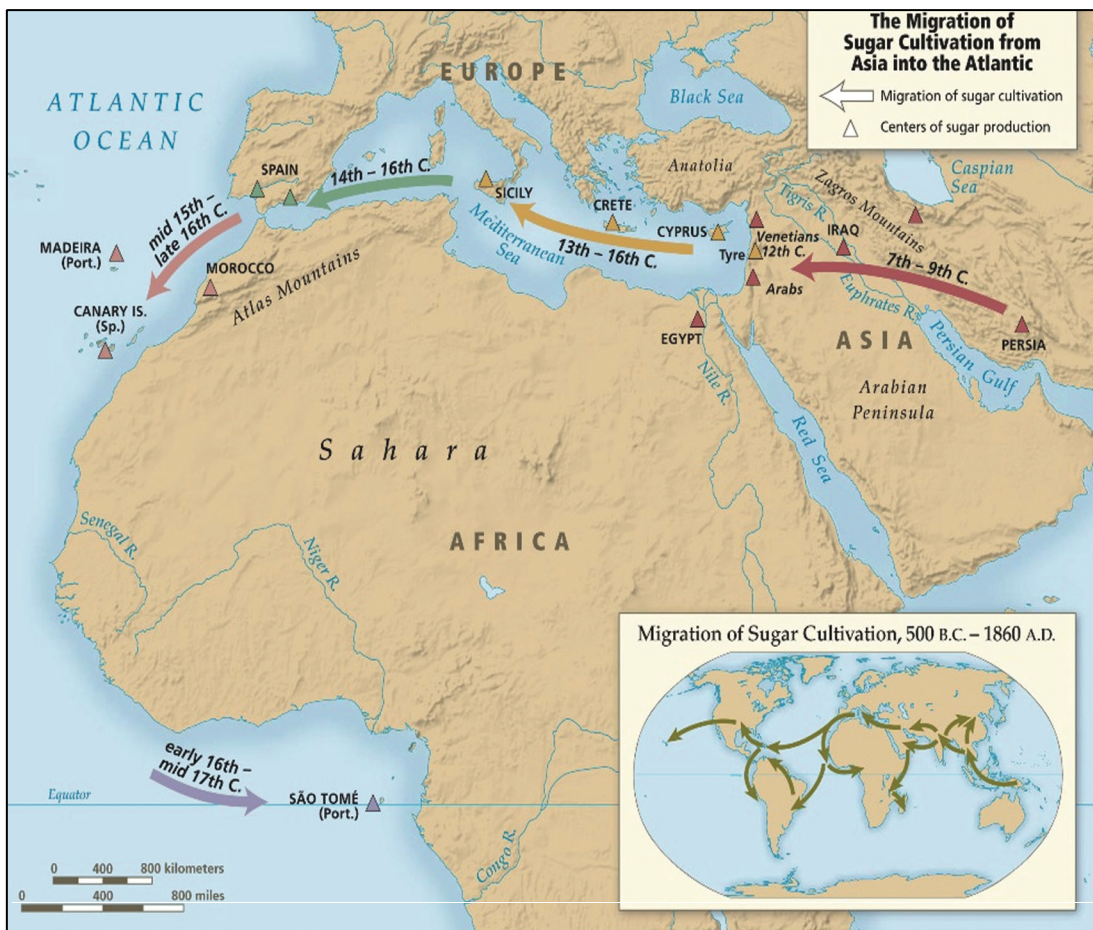 The Migration of
Sugar Cultivation from
Asia into the Atlantic
Migration of sugar cultivation
Centers of sugar production
EUROPE
ATLANTIC
OCEAN
Black Sea
Caspian
Sea
Anatolia
SPAIN
14th – 16th C.
SICILY
CRETE
CYPRUS
Tigris R.
Zagros Mountains
mid 15th –
late 16th C.
MADEIRA
(Port.)
Mediterranean
Sea
13th – 16th C.
Tyre
Venetians
12th C.
IRAQ
7th – 9th C.
MOROCCO
Atlas Mountains
CANARY IS.
(Sp.)
Arabs
Euphrates R.
EGYPT
ASIA
PERSIA
Persian Gulf
Nile R.
Arabian
Peninsula
Red Sea
Sahara
AFRICA
Senegal R.
Niger R.
early 16th –
mid 17th C.
Equator
SÃO TOMÉ
(Port.)
Congo R.
0 400 800 kilometers
0 400 800 miles
Migration of Sugar Cultivation, 500 B.C. – 1860 A.D.